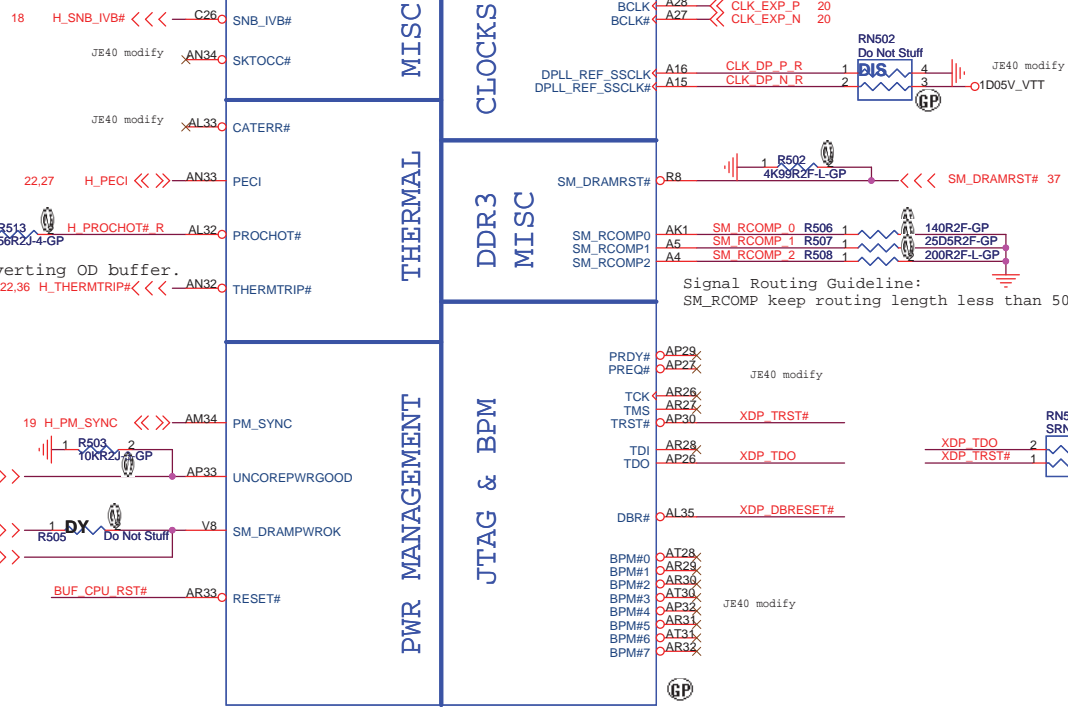 18 H_SNB_IVB# C26 SNB_IVB#
JE40 modify AN34 SKTOCC#
JE40 modify AL33 CATERR#
22,27 H_PECI AN33 PECI
R513 H_PROCHOT#_R AL32 PROCHOT#
56R2J-4-GP
verting OD buffer.
22,36 H_THERMTRIP# AN32 THERMTRIP#
19 H_PM_SYNC AM34 PM_SYNC
1 R503 2
10KR2J-3-GP
AP33 UNCOREPWRGOOD
1 DY 2 V8 SM_DRAMPWROK
R505 Do Not Stuff
BUF_CPU_RST# AR33 RESET#
MISC
THERMAL
PWR MANAGEMENT
CLOCKS
DDR3
MISC
JTAG & BPM
BCLK A28 CLK_EXP_P 20
BCLK# A27 CLK_EXP_N 20
RN502
Do Not Stuff
DPLL_REF_SSCLK A16 CLK_DP_P_R 1 DIS 4 JE40 modify
DPLL_REF_SSCLK# A15 CLK_DP_N_R 2 3 1D05V_VTT
GP
1 R502
4K99R2F-L-GP
SM_DRAMRST# R8 SM_DRAMRST# 37
SM_RCOMP0 AK1 SM_RCOMP_0 R506 1 140R2F-GP
SM_RCOMP1 A5 SM_RCOMP_1 R507 1 25D5R2F-GP
SM_RCOMP2 A4 SM_RCOMP_2 R508 1 200R2F-L-GP
Signal Routing Guideline:
SM_RCOMP keep routing length less than 50
PRDY# AP29
PREQ# AP27
JE40 modify
TCK AR26
TMS AR27
TRST# AP30 XDP_TRST#
TDI AR28
TDO AP26 XDP_TDO
RN5
SRN
XDP_TDO 2
XDP_TRST# 1
DBR# AL35 XDP_DBRESET#
BPM#0 AT28
BPM#1 AR29
BPM#2 AR30
BPM#3 AT30
JE40 modify
BPM#4 AP32
BPM#5 AR31
BPM#6 AT31
BPM#7 AR32
GP